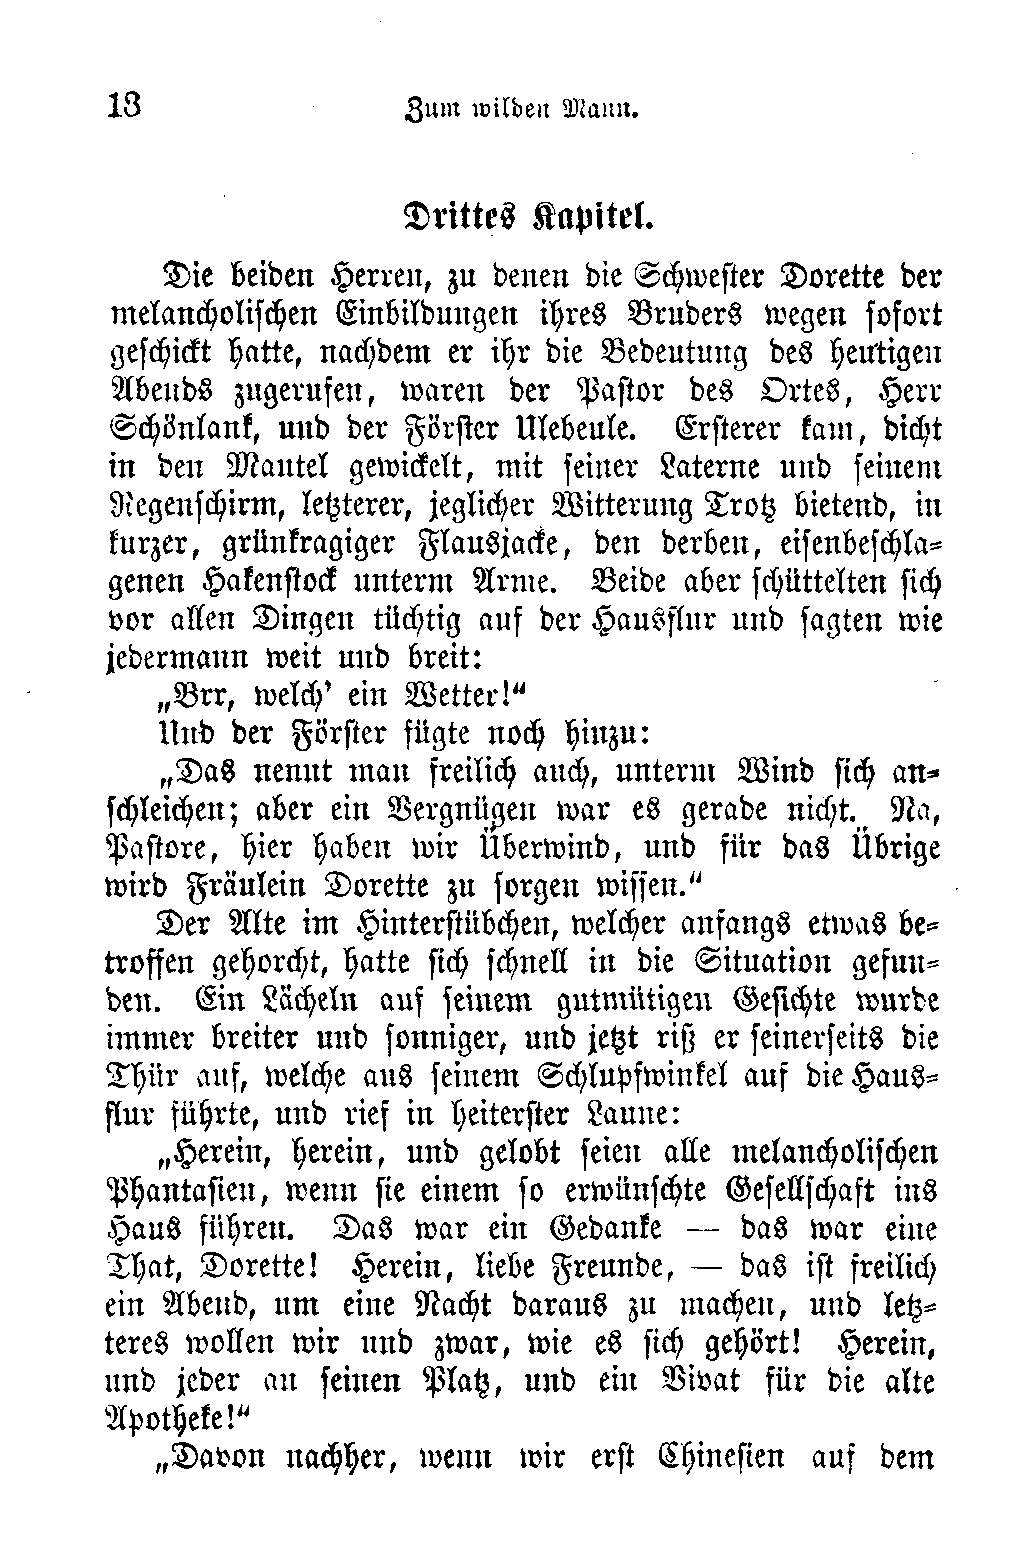 13 Zum wilden Mann.
Drittes Kapitel.
Die beiden Herren, zu denen die Schwester Dorette der
melancholischen Einbildungen ihres Bruders wegen sofort
geschickt hatte, nachdem er ihr die Bedeutung des heutigen
Abends zugerufen, waren der Pastor des Ortes, Herr
Schönlank, und der Förster Ulebeule. Ersterer kam, dicht
in den Mantel gewickelt, mit seiner Laterne und seinem
Regenschirm, letzterer, jeglicher Witterung Trotz bietend, in
kurzer, grünkragiger Flausjacke, den derben, eisenbeschla-
genen Hakenstock unterm Arme. Beide aber schüttelten sich
vor allen Dingen tüchtig auf der Hausflur und sagten wie
jedermann weit und breit:
„Brr, welch' ein Wetter!“
Und der Förster fügte noch hinzu:
„Das nennt man freilich auch, unterm Wind sich an-
schleichen; aber ein Vergnügen war es gerade nicht. Na,
Pastore, hier haben wir Überwind, und für das Übrige
wird Fräulein Dorette zu sorgen wissen.“
Der Alte im Hinterstübchen, welcher anfangs etwas be-
troffen gehorcht, hatte sich schnell in die Situation gefun-
den. Ein Lächeln auf seinem gutmütigen Gesichte wurde
immer breiter und sonniger, und jetzt riß er seinerseits die
Thür auf, welche aus seinem Schlupfwinkel auf die Haus-
flur führte, und rief in heiterster Laune:
„Herein, herein, und gelobt seien alle melancholischen
Phantasien, wenn sie einem so erwünschte Gesellschaft ins
Haus führen. Das war ein Gedanke — das war eine
That, Dorette! Herein, liebe Freunde, — das ist freilich
ein Abend, um eine Nacht daraus zu machen, und letz-
teres wollen wir und zwar, wie es sich gehört! Herein,
und jeder an seinen Platz, und ein Vivat für die alte
Apotheke!“
„Davon nachher, wenn wir erst Chinesien auf dem